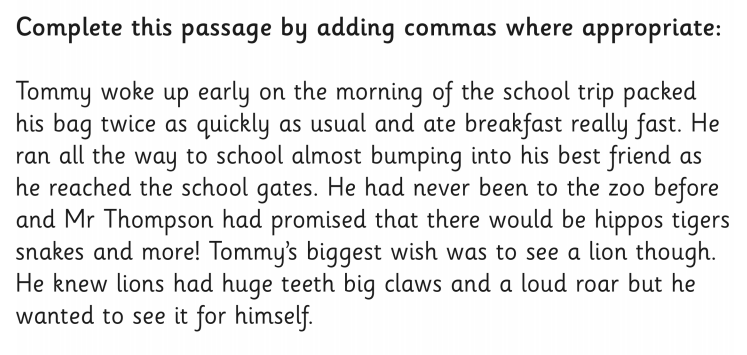 Complete this passage by adding commas where appropriate:
Tommy woke up early on the morning of the school trip packed
his bag twice as quickly as usual and ate breakfast really fast. He
ran all the way to school almost bumping into his best friend as
he reached the school gates. He had never been to the zoo before
and Mr Thompson had promised that there would be hippos tigers
snakes and more! Tommy’s biggest wish was to see a lion though.
He knew lions had huge teeth big claws and a loud roar but he
wanted to see it for himself.